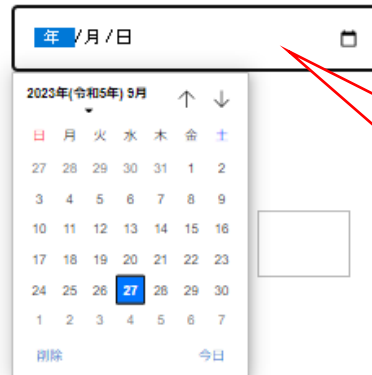 年/月/日
2023年(令和5年) 9月
日 月 火 水 木 金 土
27 28 29 30 31 1 2
3 4 5 6 7 8 9
10 11 12 13 14 15 16
17 18 19 20 21 22 23
24 25 26 27 28 29 30
1 2 3 4 5 6 7
削除 今日